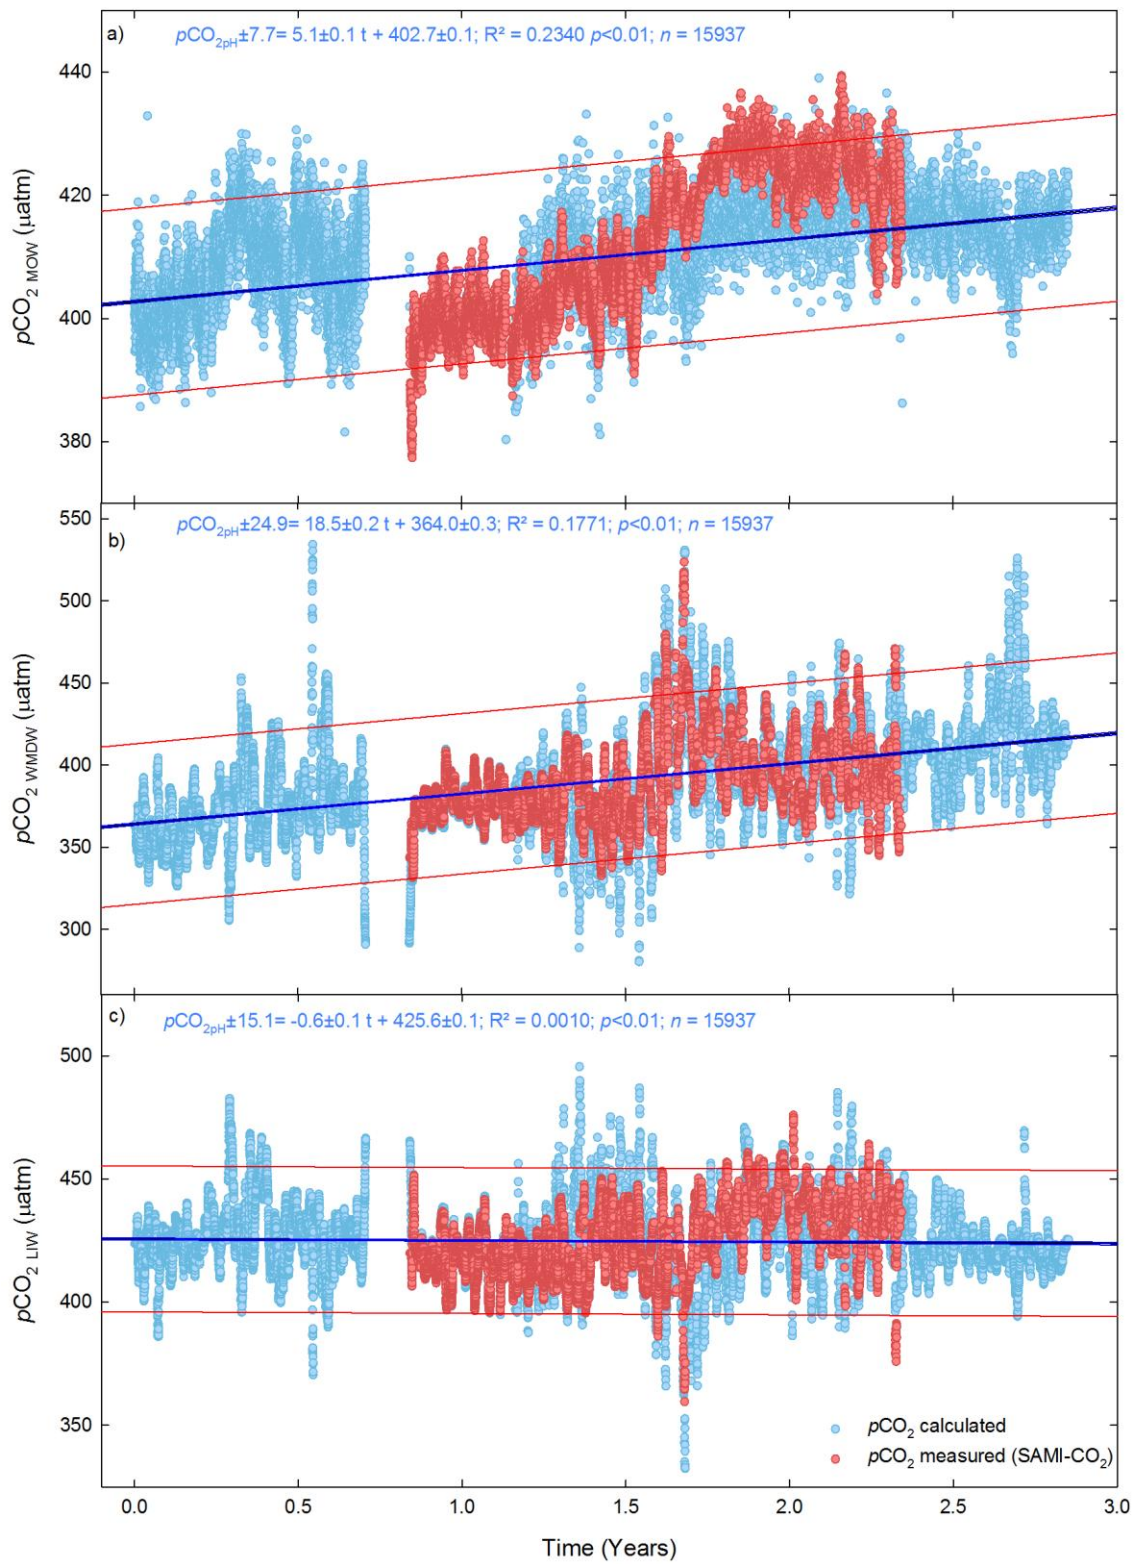 a) pCO₂pH±7.7= 5.1±0.1 t + 402.7±0.1; R² = 0.2340 p<0.01; n = 15937
440
420
400
380
pCO₂ MOW (µatm)
b) pCO₂pH±24.9= 18.5±0.2 t + 364.0±0.3; R² = 0.1771; p<0.01; n = 15937
550
500
450
400
350
300
pCO₂ WMDW (µatm)
c) pCO₂pH±15.1= -0.6±0.1 t + 425.6±0.1; R² = 0.0010; p<0.01; n = 15937
500
450
400
350
pCO₂ LIW (µatm)
pCO₂ calculated
pCO₂ measured (SAMI-CO₂)
0.0 0.5 1.0 1.5 2.0 2.5 3.0
Time (Years)